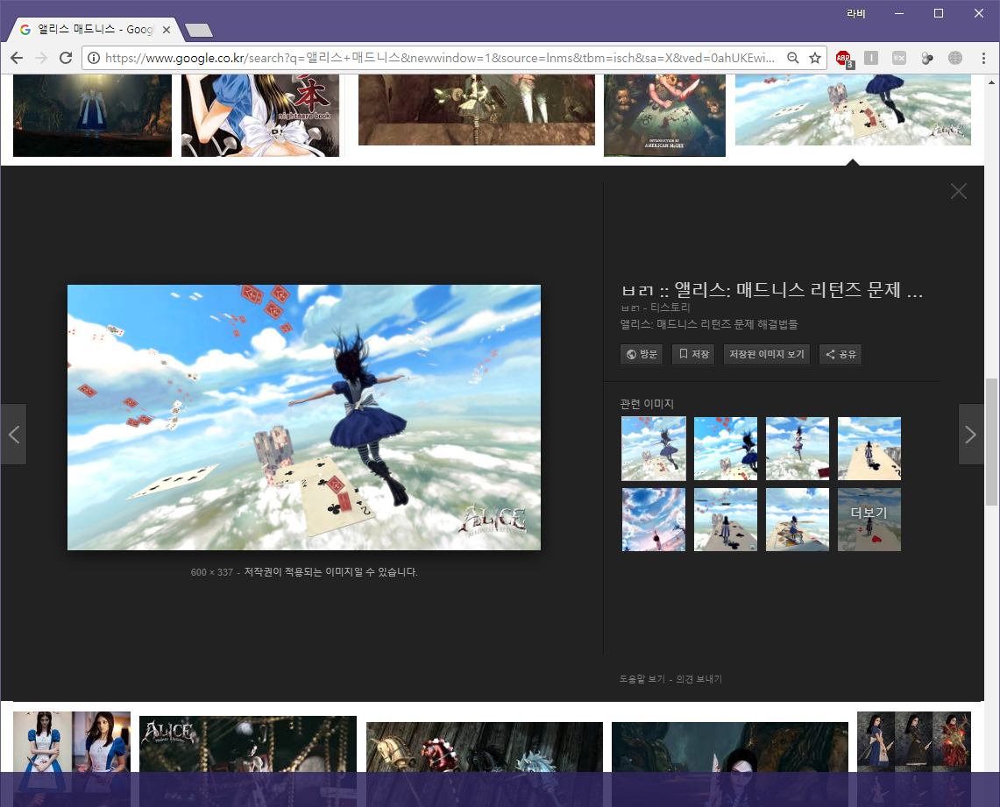 라비
앨리스 매드니스 - Goog
https://www.google.co.kr/search?q=앨리스+매드니스&newwindow=1&source=lnms&tbm=isch&sa=X&ved=0ahUKEwi...
ABP
3
本
nightmare book
INTRODUCTION BY
AMERICAN McGEE
ALICE
ㅂㄹ :: 앨리스: 매드니스 리턴즈 문제 ...
ㅂㄹ - 티스토리
앨리스: 매드니스 리턴즈 문제 해결법들
방문
저장
저장된 이미지 보기
공유
관련 이미지
더보기
ALICE
MADNESS RETURNS
600 × 337 - 저작권이 적용되는 이미지일 수 있습니다.
도움말 보기 - 의견 보내기
ALICE
MADNESS RETURNS